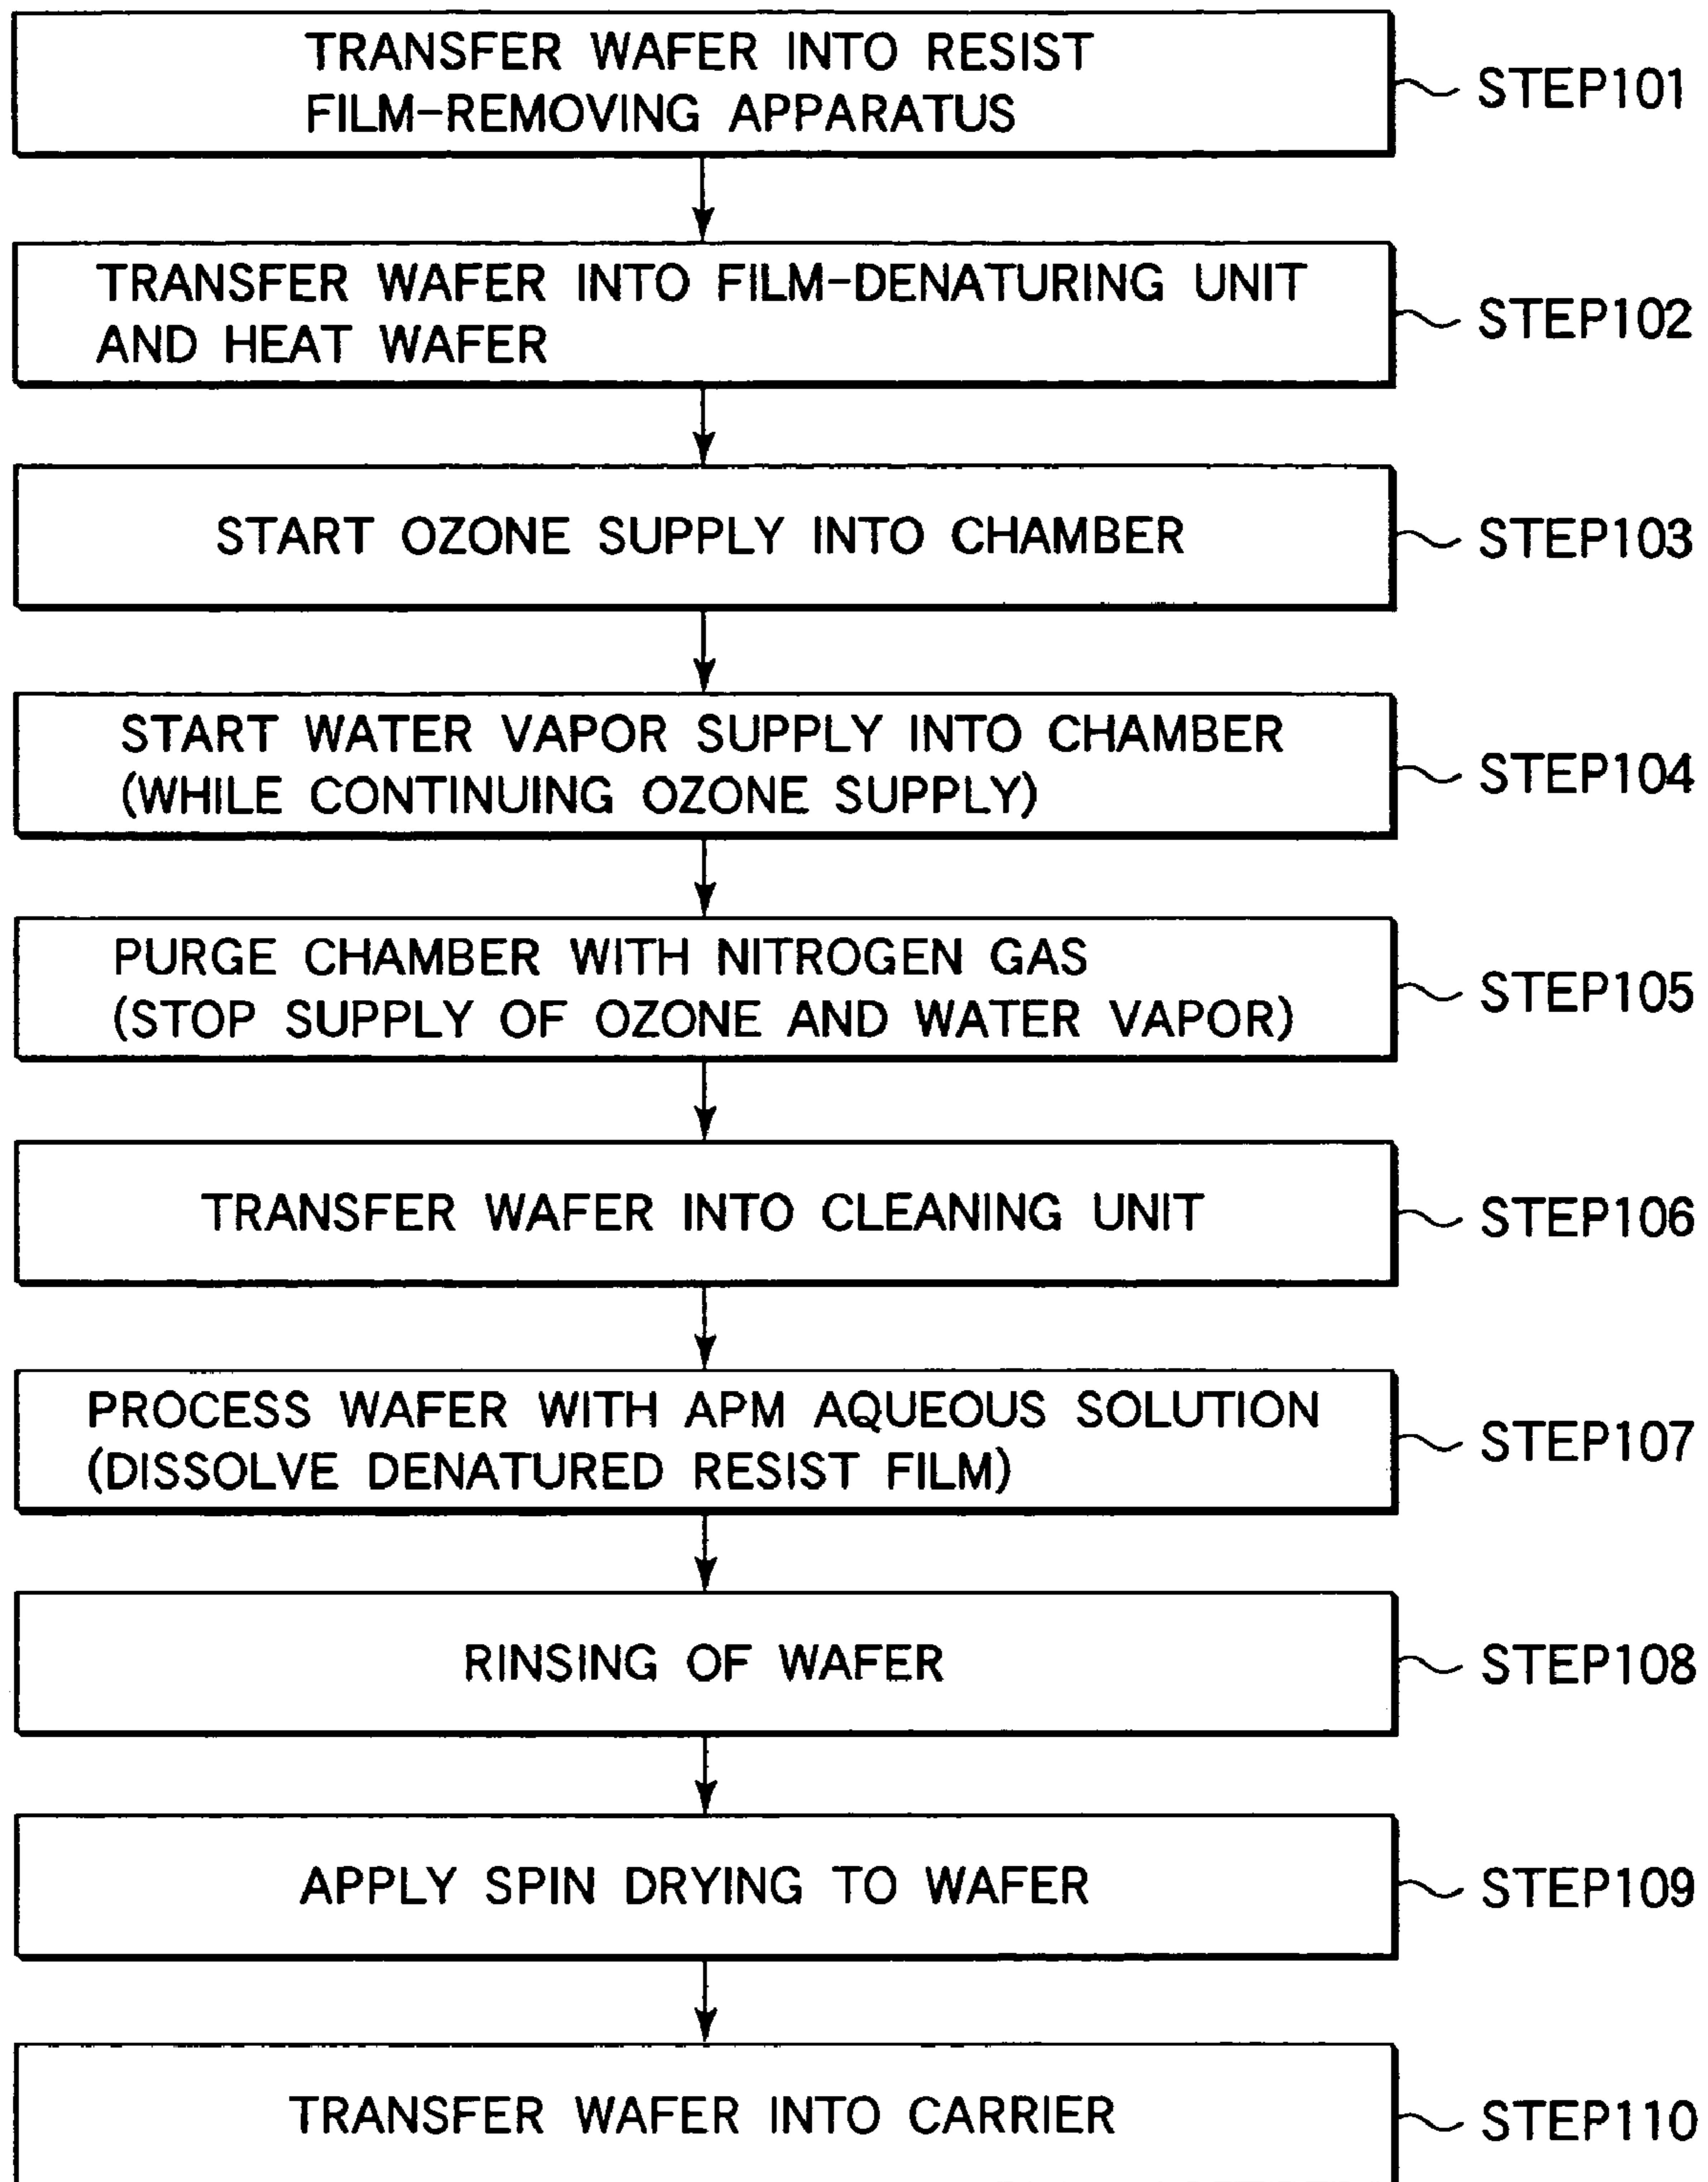 TRANSFER WAFER INTO RESIST
FILM-REMOVING APPARATUS
STEP101
TRANSFER WAFER INTO FILM-DENATURING UNIT
AND HEAT WAFER
STEP102
START OZONE SUPPLY INTO CHAMBER
STEP103
START WATER VAPOR SUPPLY INTO CHAMBER
(WHILE CONTINUING OZONE SUPPLY)
STEP104
PURGE CHAMBER WITH NITROGEN GAS
(STOP SUPPLY OF OZONE AND WATER VAPOR)
STEP105
TRANSFER WAFER INTO CLEANING UNIT
STEP106
PROCESS WAFER WITH APM AQUEOUS SOLUTION
(DISSOLVE DENATURED RESIST FILM)
STEP107
RINSING OF WAFER
STEP108
APPLY SPIN DRYING TO WAFER
STEP109
TRANSFER WAFER INTO CARRIER
STEP110